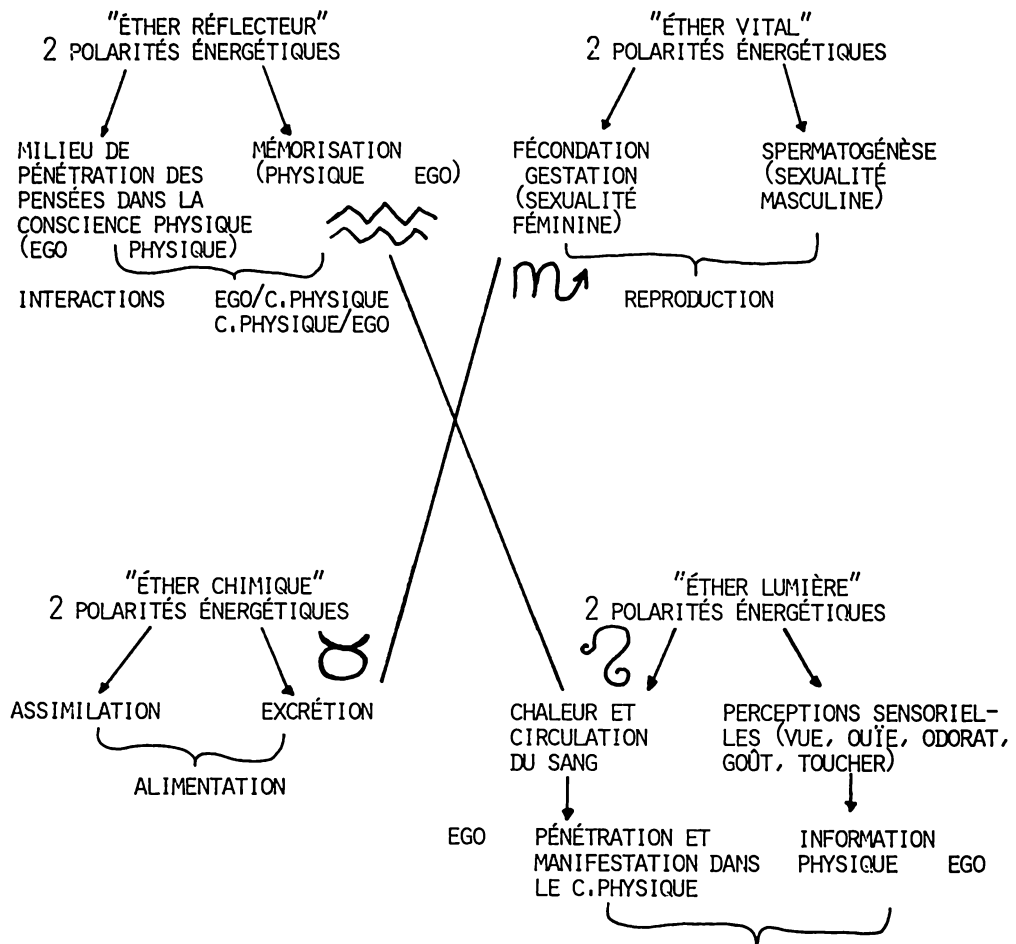 "ÉTHER RÉFLECTEUR"
2 POLARITÉS ÉNERGÉTIQUES
MILIEU DE
PÉNÉTRATION DES
PENSÉES DANS LA
CONSCIENCE PHYSIQUE
(EGO PHYSIQUE)
MÉMORISATION
(PHYSIQUE EGO)
INTERACTIONS EGO/C.PHYSIQUE
C.PHYSIQUE/EGO
"ÉTHER VITAL"
2 POLARITÉS ÉNERGÉTIQUES
FÉCONDATION
GESTATION
(SEXUALITÉ
FÉMININE)
SPERMATOGÉNÈSE
(SEXUALITÉ
MASCULINE)
♏
REPRODUCTION
"ÉTHER CHIMIQUE"
2 POLARITÉS ÉNERGÉTIQUES
♉
ASSIMILATION
EXCRÉTION
ALIMENTATION
"ÉTHER LUMIÈRE"
2 POLARITÉS ÉNERGÉTIQUES
♌
CHALEUR ET
CIRCULATION
DU SANG
PERCEPTIONS SENSORIEL-
LES (VUE, OUÏE, ODORAT,
GOÛT, TOUCHER)
EGO PÉNÉTRATION ET
MANIFESTATION DANS
LE C.PHYSIQUE
INFORMATION
PHYSIQUE EGO